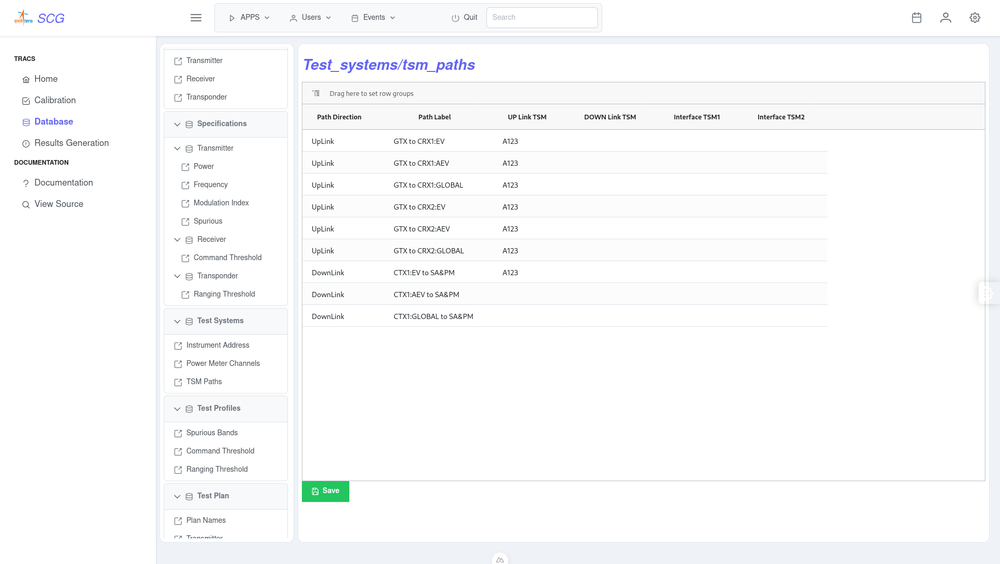 इसरो isro SCG
APPS
Users
Events
Quit
Search
TRACS
Home
Calibration
Database
Results Generation
DOCUMENTATION
Documentation
View Source
Transmitter
Receiver
Transponder
Specifications
Transmitter
Power
Frequency
Modulation Index
Spurious
Receiver
Command Threshold
Transponder
Ranging Threshold
Test Systems
Instrument Address
Power Meter Channels
TSM Paths
Test Profiles
Spurious Bands
Command Threshold
Ranging Threshold
Test Plan
Plan Names
Transmitter
Test_systems/tsm_paths
Drag here to set row groups
Path Direction Path Label UP Link TSM DOWN Link TSM Interface TSM1 Interface TSM2
UpLink GTX to CRX1:EV A123
UpLink GTX to CRX1:AEV A123
UpLink GTX to CRX1:GLOBAL A123
UpLink GTX to CRX2:EV A123
UpLink GTX to CRX2:AEV A123
UpLink GTX to CRX2:GLOBAL A123
DownLink CTX1:EV to SA&PM A123
DownLink CTX1:AEV to SA&PM
DownLink CTX1:GLOBAL to SA&PM
Save